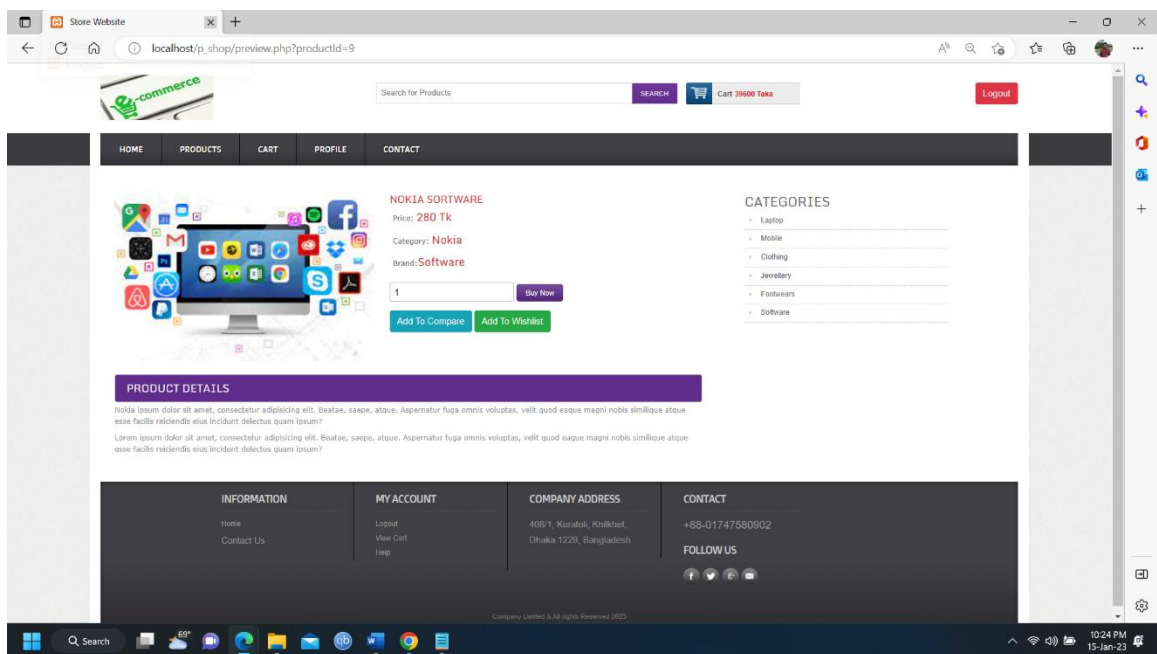 Store Website
localhost/p_shop/preview.php?productId=9
e-commerce
Search for Products
SEARCH
Cart 39600 Taka
Logout
HOME PRODUCTS CART PROFILE CONTACT
NOKIA SORTWARE
Price: 280 Tk
Category: Nokia
Brand:Software
1
Buy Now
Add To Compare Add To Wishlist
CATEGORIES
Laptop
Mobile
Clothing
Jewellery
Footwears
Software
PRODUCT DETAILS
Nokia ipsum dolor sit amet, consectetur adipisicing elit. Beatae, saepe, atque. Aspernatur fuga omnis voluptas, velit quod eaque magni nobis similique atque
esse facilis reiciendis eius incidunt delectus quam ipsum?
Lorem ipsum dolor sit amet, consectetur adipisicing elit. Beatae, saepe, atque. Aspernatur fuga omnis voluptas, velit quod eaque magni nobis similique atque
esse facilis reiciendis eius incidunt delectus quam ipsum?
INFORMATION
Home
Contact Us
MY ACCOUNT
Logout
View Cart
Help
COMPANY ADDRESS
408/1, Kuratoli, Khilkhet,
Dhaka 1229, Bangladesh
CONTACT
+88-01747580902
FOLLOW US
Company Limited & All rights Reserved 2023
Search
69°
10:24 PM
15-Jan-23